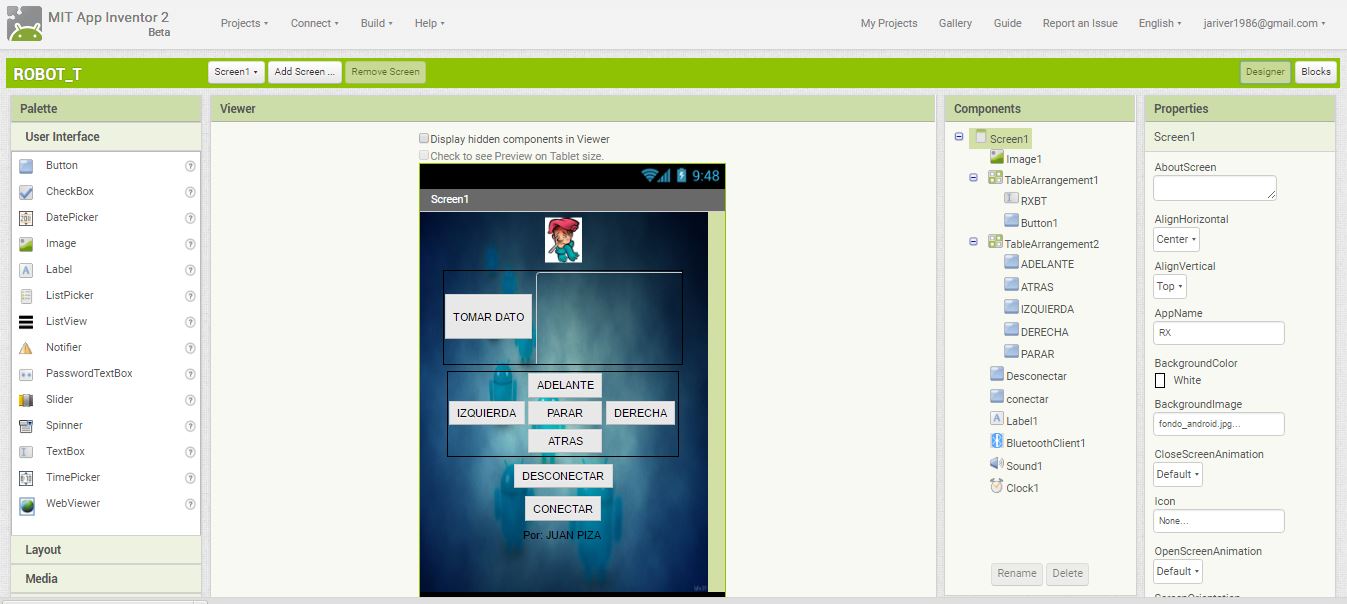 MIT App Inventor 2
Beta
Projects Connect Build Help My Projects Gallery Guide Report an Issue English jariver1986@gmail.com
ROBOT_T Screen1 Add Screen ... Remove Screen Designer Blocks
Palette
User Interface
Button
CheckBox
DatePicker
Image
Label
ListPicker
ListView
Notifier
PasswordTextBox
Slider
Spinner
TextBox
TimePicker
WebViewer
Layout
Media
Viewer
Display hidden components in Viewer
Check to see Preview on Tablet size.
9:48
Screen1
TOMAR DATO
ADELANTE
IZQUIERDA PARAR DERECHA
ATRAS
DESCONECTAR
CONECTAR
Por: JUAN PIZA
Components
Screen1
Image1
TableArrangement1
RXBT
Button1
TableArrangement2
ADELANTE
ATRAS
IZQUIERDA
DERECHA
PARAR
Desconectar
conectar
Label1
BluetoothClient1
Sound1
Clock1
Rename Delete
Properties
Screen1
AboutScreen
AlignHorizontal
Center
AlignVertical
Top
AppName
RX
BackgroundColor
White
BackgroundImage
fondo_android.jpg...
CloseScreenAnimation
Default
Icon
None...
OpenScreenAnimation
Default
ScreenOrientation